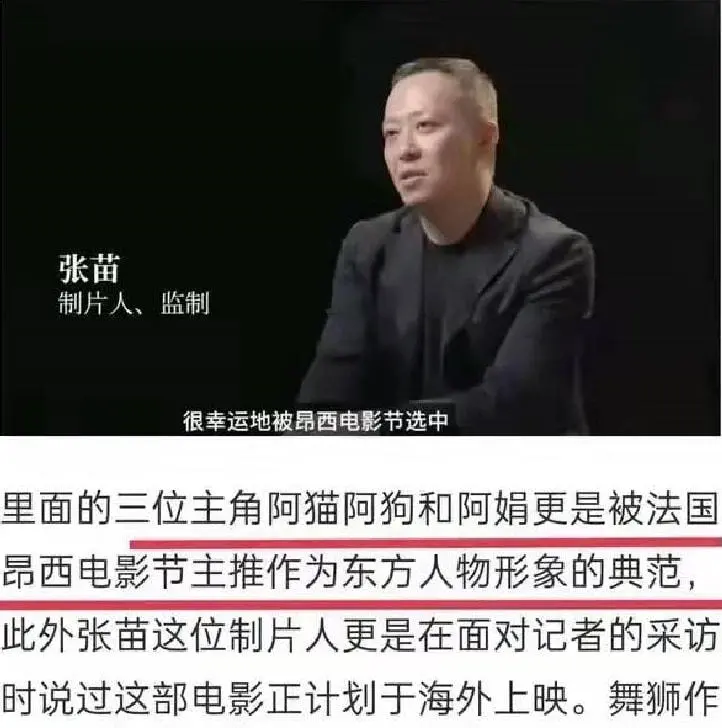 张苗
制片人、监制
很幸运地被昂西电影节选中
里面的三位主角阿猫阿狗和阿娟更是被法国
昂西电影节主推作为东方人物形象的典范，
此外张苗这位制片人更是在面对记者的采访
时说过这部电影正计划于海外上映。舞狮作